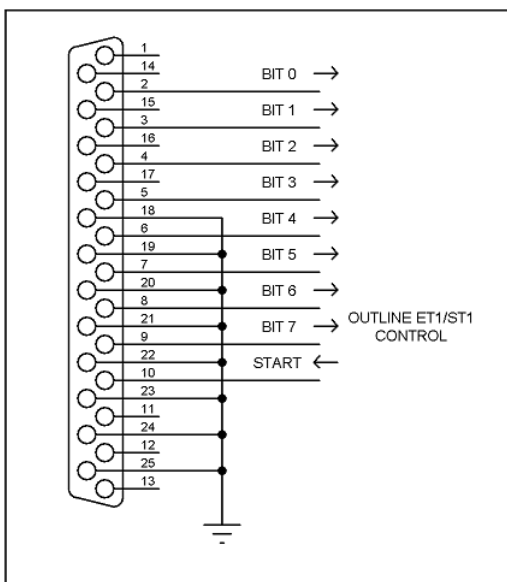 1
14
BIT 0 →
2
15
BIT 1 →
3
16
BIT 2 →
4
17
BIT 3 →
5
18
BIT 4 →
6
19
BIT 5 →
7
20
BIT 6 →
8
21
BIT 7 →
OUTLINE ET1/ST1
CONTROL
9
22
START ←
10
23
11
24
12
25
13